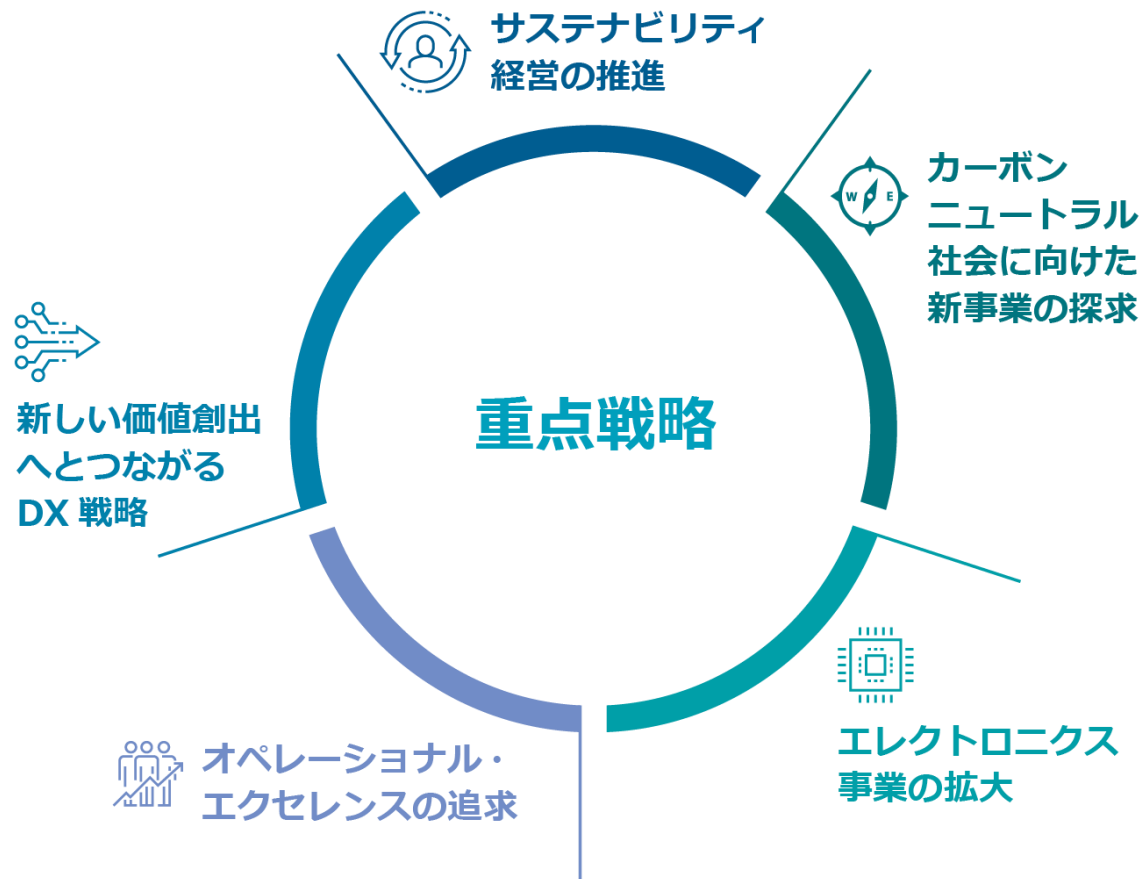 サステナビリティ
経営の推進
カーボン
ニュートラル
社会に向けた
新事業の探求
W E
重点戦略
新しい価値創出
へとつながる
DX 戦略
エレクトロニクス
事業の拡大
オペレーショナル・
エクセレンスの追求